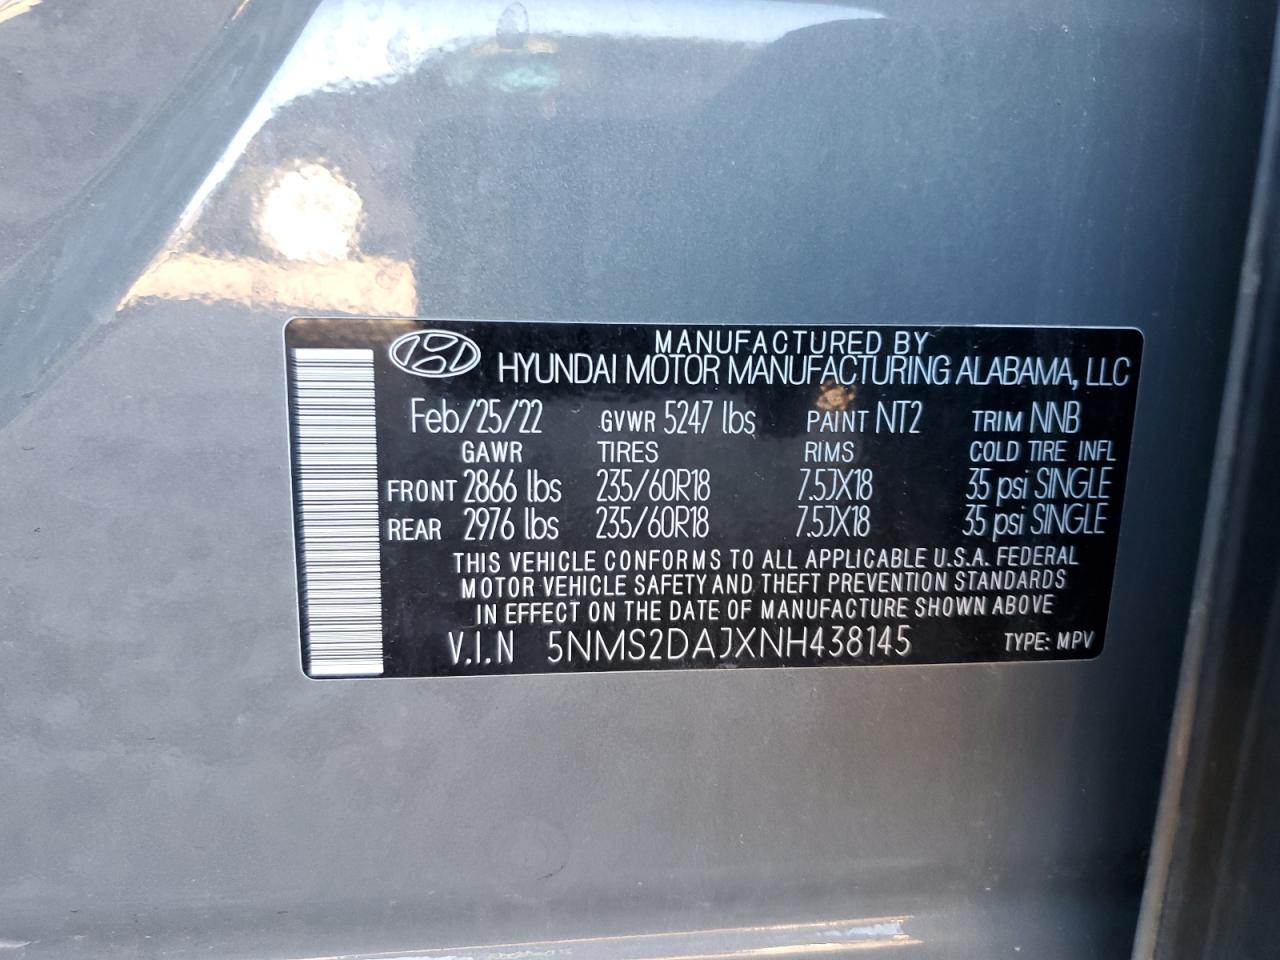 MANUFACTURED BY
HYUNDAI MOTOR MANUFACTURING ALABAMA, LLC
Feb/25/22 GVWR 5247 lbs PAINT NT2 TRIM NNB
GAWR TIRES RIMS COLD TIRE INFL
FRONT 2866 lbs 235/60R18 7.5JX18 35 psi SINGLE
REAR 2976 lbs 235/60R18 7.5JX18 35 psi SINGLE
THIS VEHICLE CONFORMS TO ALL APPLICABLE U.S.A. FEDERAL
MOTOR VEHICLE SAFETY AND THEFT PREVENTION STANDARDS
IN EFFECT ON THE DATE OF MANUFACTURE SHOWN ABOVE
V.I.N 5NMS2DAJXNH438145 TYPE: MPV